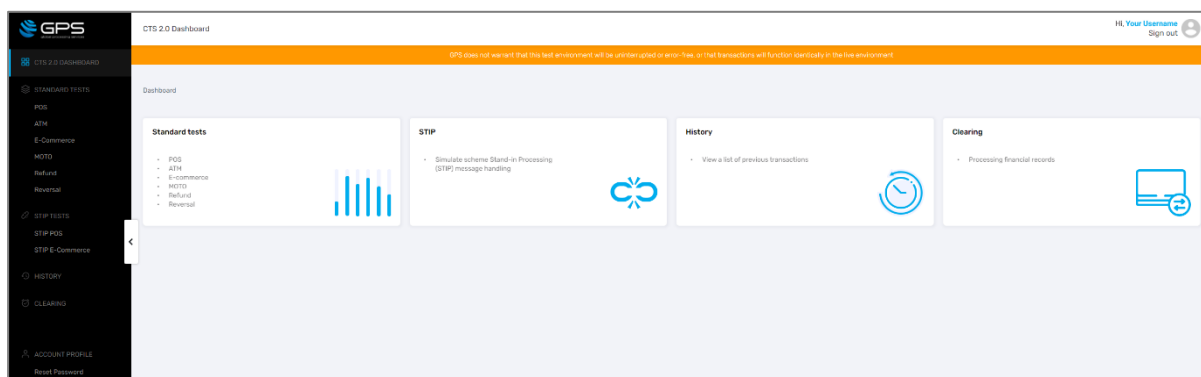 GPS
CTS 2.0 Dashboard
Hi, Your Username
Sign out
GPS does not warrant that this test environment will be uninterrupted or error-free, or that transactions will function identically in the live environment
CTS 2.0 DASHBOARD
STANDARD TESTS
POS
ATM
E-Commerce
MOTO
Refund
Reversal
STIP TESTS
STIP POS
STIP E-Commerce
HISTORY
CLEARING
ACCOUNT PROFILE
Reset Password
Dashboard
Standard tests
• POS
• ATM
• E-commerce
• MOTO
• Refund
• Reversal
STIP
• Simulate scheme Stand-in Processing
(STIP) message handling
History
• View a list of previous transactions
Clearing
• Processing financial records